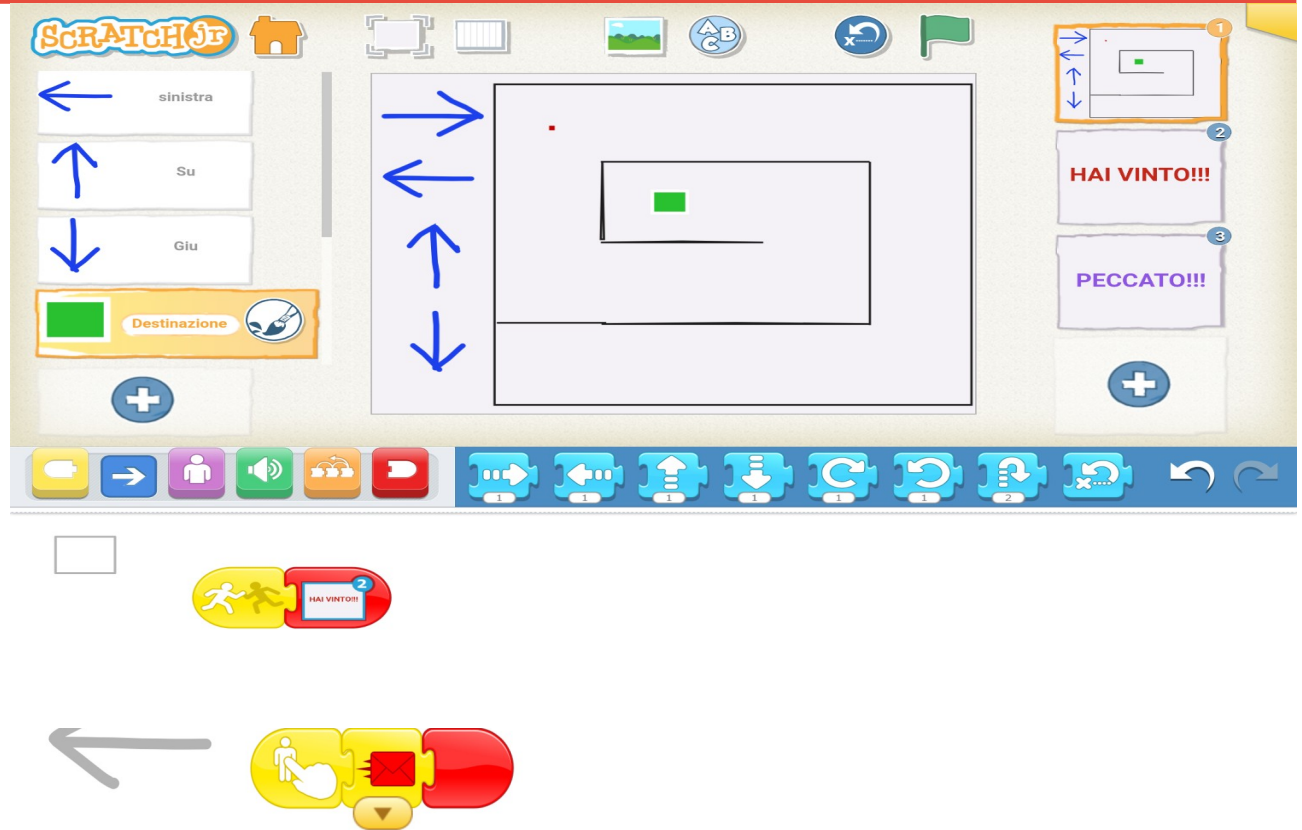 SCRATCHJr
ABC
1
sinistra
2
Su
HAI VINTO!!!
Giu
3
PECCATO!!!
Destinazione
1 1 1 1 1 1 2
2
HAI VINTO!!!